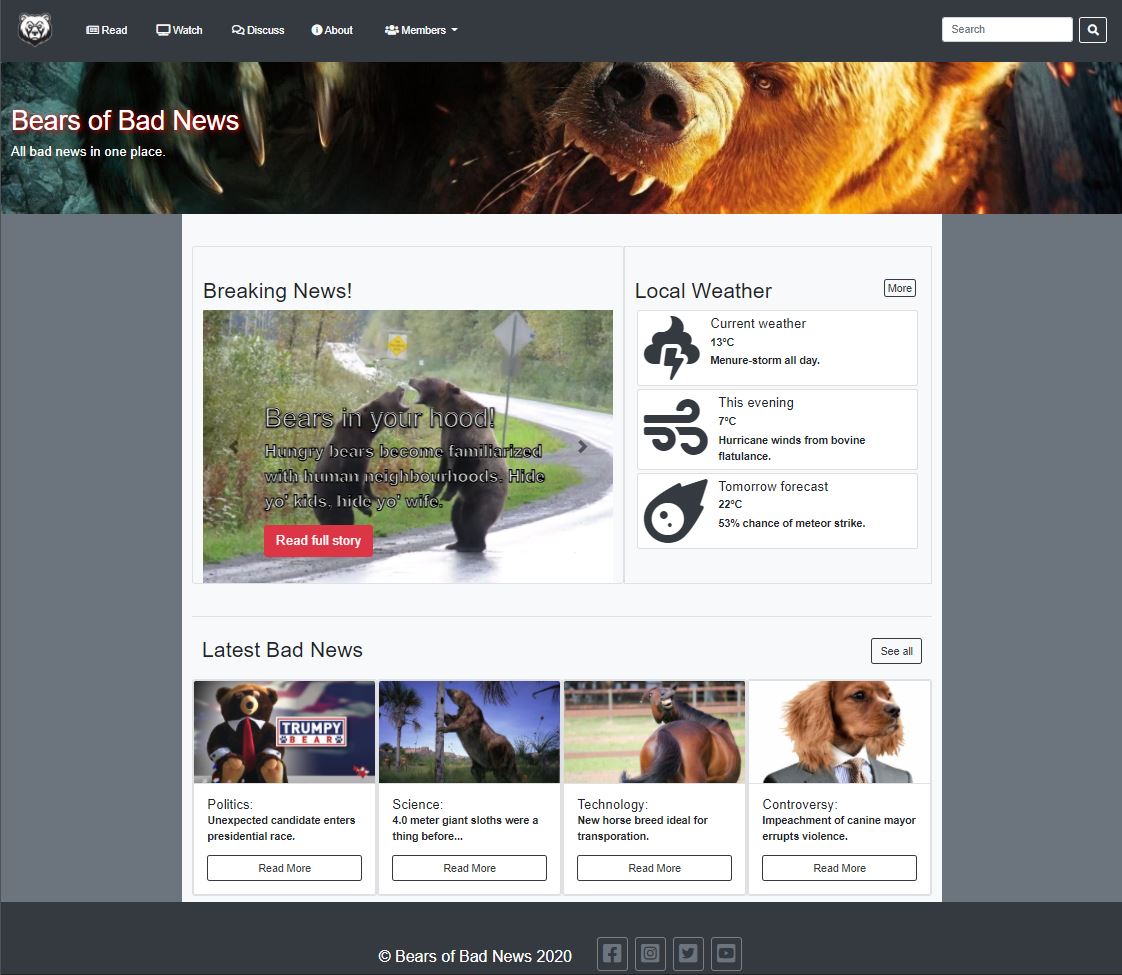 Read Watch Discuss About Members Search
Bears of Bad News
All bad news in one place.
Breaking News!
Bears in your hood!
Hungry bears become familiarized
with human neighbourhoods. Hide
yo' kids, hide yo' wife.
Read full story
Local Weather More
Current weather
13°C
Menure-storm all day.
This evening
7°C
Hurricane winds from bovine
flatulance.
Tomorrow forecast
22°C
53% chance of meteor strike.
Latest Bad News See all
TRUMPY
BEAR
Politics:
Unexpected candidate enters
presidential race.
Read More
Science:
4.0 meter giant sloths were a
thing before...
Read More
Technology:
New horse breed ideal for
transporation.
Read More
Controversy:
Impeachment of canine mayor
errupts violence.
Read More
© Bears of Bad News 2020